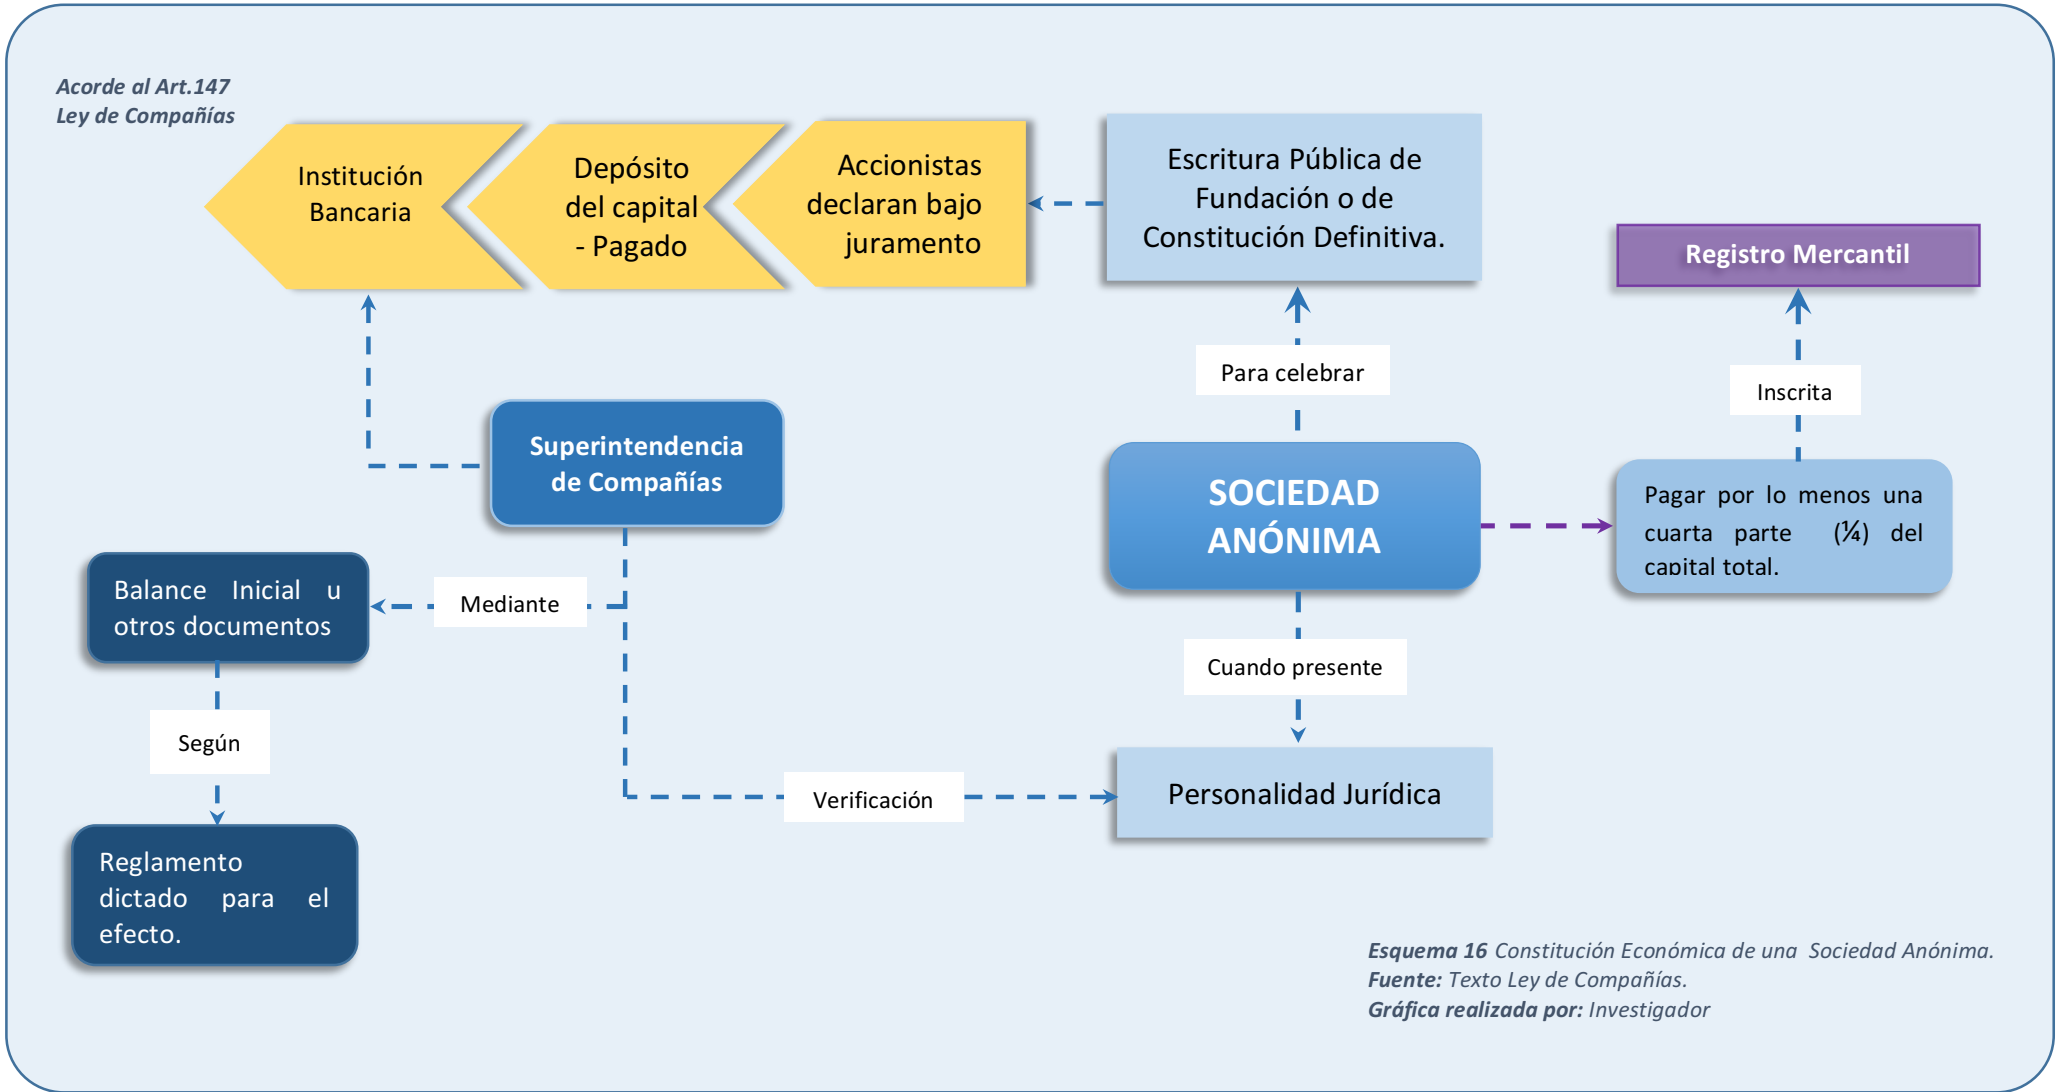 Acorde al Art.147
Ley de Compañías
Institución
Bancaria
Depósito
del capital
- Pagado
Accionistas
declaran bajo
juramento
Escritura Pública de
Fundación o de
Constitución Definitiva.
Registro Mercantil
Para celebrar
Inscrita
Superintendencia
de Compañías
SOCIEDAD
ANÓNIMA
Pagar por lo menos una
cuarta parte (¼) del
capital total.
Balance Inicial u
otros documentos
Mediante
Cuando presente
Según
Verificación
Personalidad Jurídica
Reglamento
dictado para el
efecto.
Esquema 16 Constitución Económica de una Sociedad Anónima.
Fuente: Texto Ley de Compañías.
Gráfica realizada por: Investigador